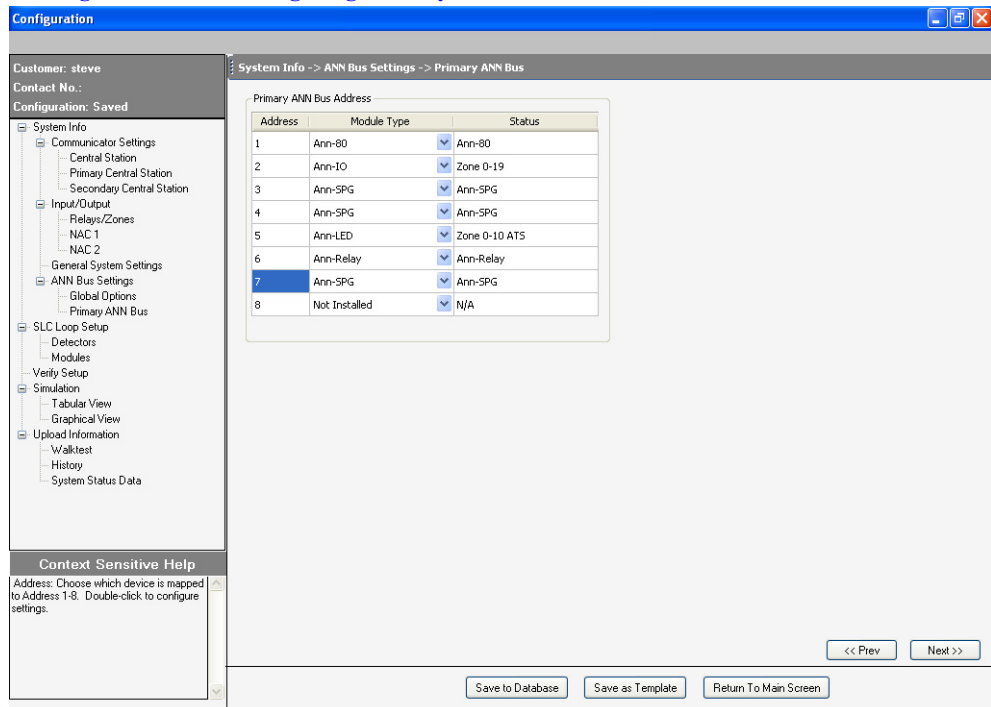 Configuration
Customer: steve
Contact No.:
Configuration: Saved
System Info
Communicator Settings
Central Station
Primary Central Station
Secondary Central Station
Input/Output
Relays/Zones
NAC 1
NAC 2
General System Settings
ANN Bus Settings
Global Options
Primary ANN Bus
SLC Loop Setup
Detectors
Modules
Verify Setup
Simulation
Tabular View
Graphical View
Upload Information
Walktest
History
System Status Data
Context Sensitive Help
Address: Choose which device is mapped
to Address 1-8. Double-click to configure
settings.
System Info -> ANN Bus Settings -> Primary ANN Bus
Primary ANN Bus Address
Address Module Type Status
1 Ann-80 Ann-80
2 Ann-IO Zone 0-19
3 Ann-SPG Ann-SPG
4 Ann-SPG Ann-SPG
5 Ann-LED Zone 0-10 ATS
6 Ann-Relay Ann-Relay
7 Ann-SPG Ann-SPG
8 Not Installed N/A
<< Prev Next >>
Save to Database Save as Template Return To Main Screen